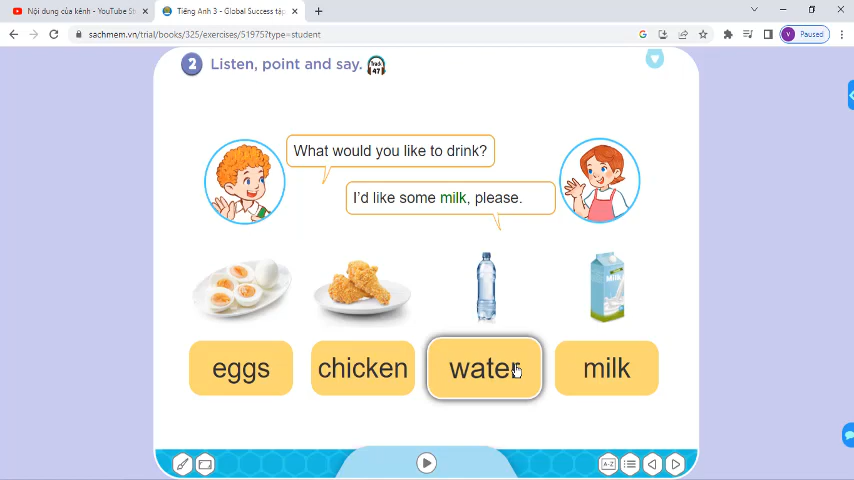 Nội dung của kênh - YouTube S
Tiếng Anh 3 - Global Success tập
sachmem.vn/trial/books/325/exercises/51975?type=student
V Paused
2 Listen, point and say.
Track 47
What would you like to drink?
I'd like some milk, please.
MILK
eggs chicken water milk
A-Z